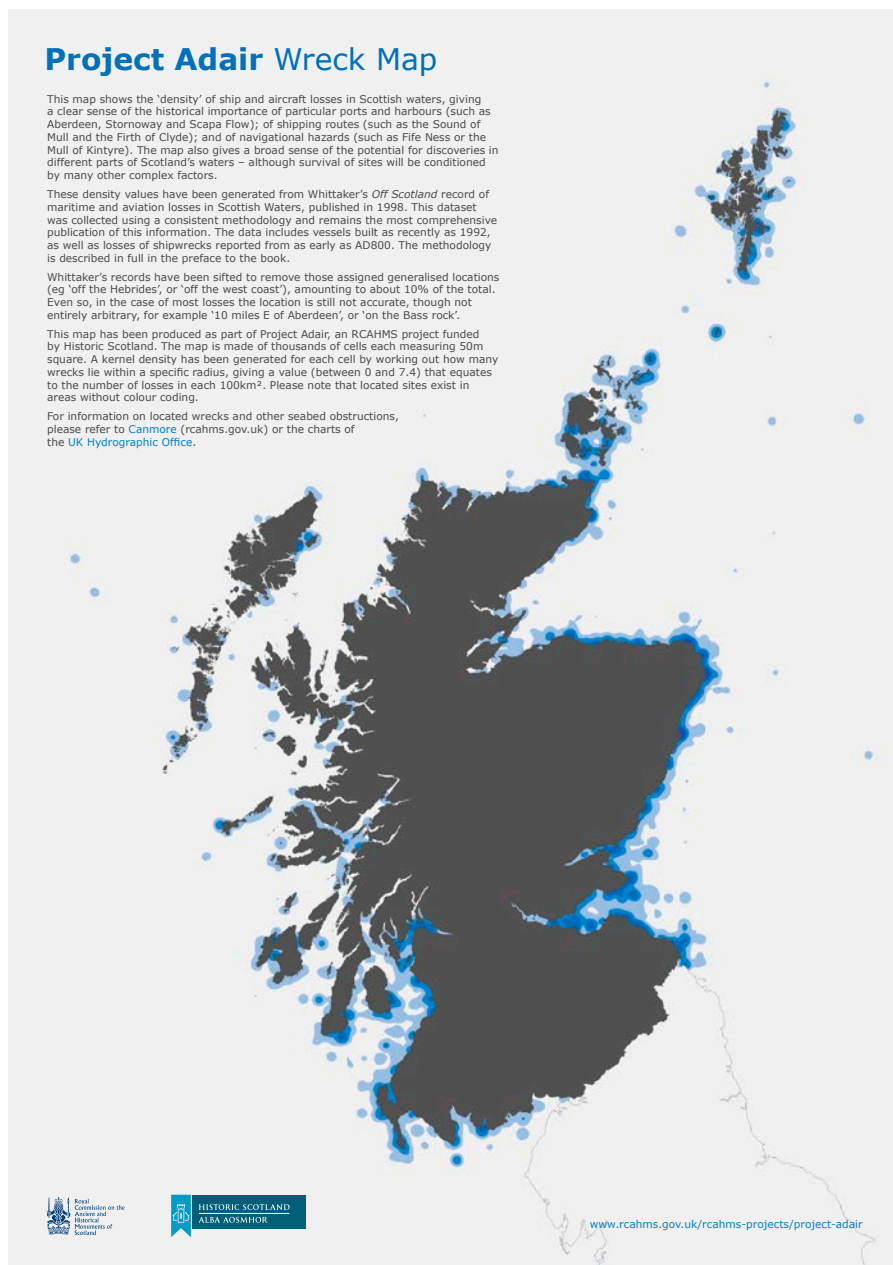 Project Adair Wreck Map
This map shows the ‘density’ of ship and aircraft losses in Scottish waters, giving
a clear sense of the historical importance of particular ports and harbours (such as
Aberdeen, Stornoway and Scapa Flow); of shipping routes (such as the Sound of
Mull and the Firth of Clyde); and of navigational hazards (such as Fife Ness or the
Mull of Kintyre). The map also gives a broad sense of the potential for discoveries in
different parts of Scotland’s waters – although survival of sites will be conditioned
by many other complex factors.
These density values have been generated from Whittaker’s Off Scotland record of
maritime and aviation losses in Scottish Waters, published in 1998. This dataset
was collected using a consistent methodology and remains the most comprehensive
publication of this information. The data includes vessels built as recently as 1992,
as well as losses of shipwrecks reported from as early as AD800. The methodology
is described in full in the preface to the book.
Whittaker’s records have been sifted to remove those assigned generalised locations
(eg ‘off the Hebrides’, or ‘off the west coast’), amounting to about 10% of the total.
Even so, in the case of most losses the location is still not accurate, though not
entirely arbitrary, for example ‘10 miles E of Aberdeen’, or ‘on the Bass rock’.
This map has been produced as part of Project Adair, an RCAHMS project funded
by Historic Scotland. The map is made of thousands of cells each measuring 50m
square. A kernel density has been generated for each cell by working out how many
wrecks lie within a specific radius, giving a value (between 0 and 7.4) that equates
to the number of losses in each 100km². Please note that located sites exist in
areas without colour coding.
For information on located wrecks and other seabed obstructions,
please refer to Canmore (rcahms.gov.uk) or the charts of
the UK Hydrographic Office.
Royal
Commission on the
Ancient and
Historical
Monuments of
Scotland
HISTORIC SCOTLAND
ALBA AOSMHOR
www.rcahms.gov.uk/rcahms-projects/project-adair